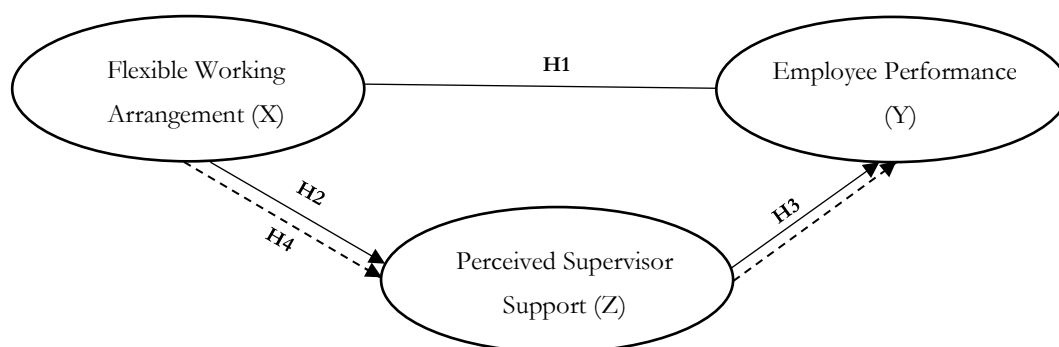 Flexible Working
Arrangement (X)
H1
Employee Performance
(Y)
H2
H4
H3
Perceived Supervisor
Support (Z)